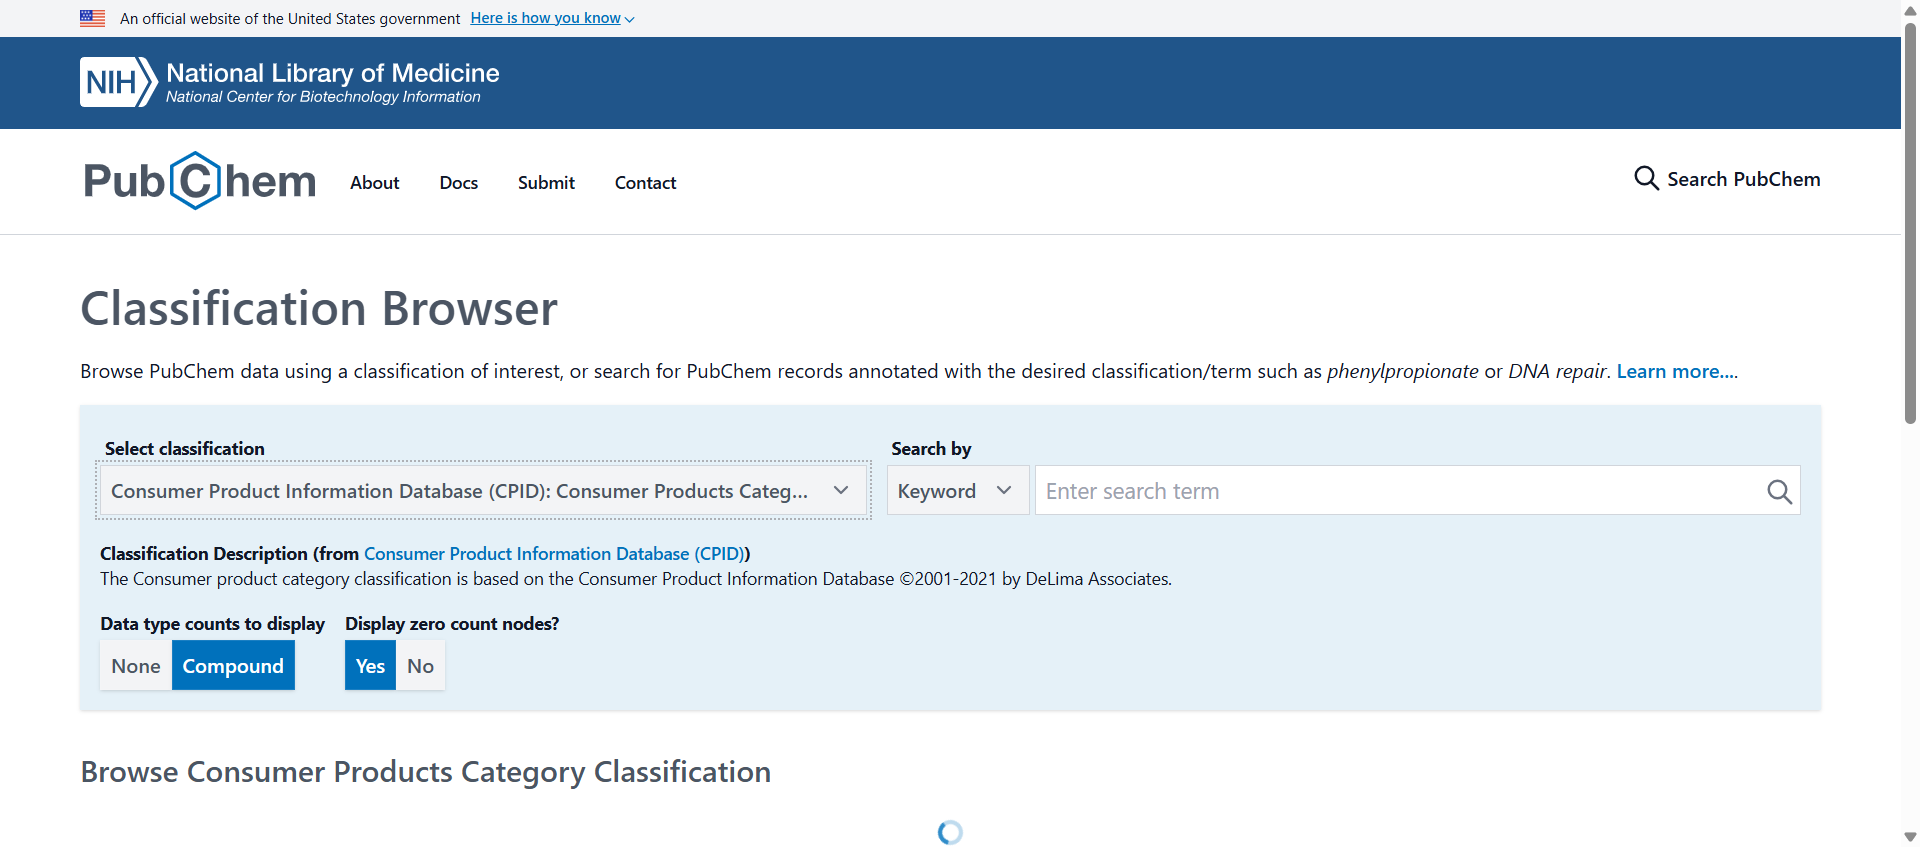 An official website of the United States government Here is how you know
NIH National Library of Medicine
National Center for Biotechnology Information
PubChem About Docs Submit Contact Search PubChem
Classification Browser
Browse PubChem data using a classification of interest, or search for PubChem records annotated with the desired classification/term such as phenylpropionate or DNA repair. Learn more....
Select classification Search by
Consumer Product Information Database (CPID): Consumer Products Categ... Keyword Enter search term
Classification Description (from Consumer Product Information Database (CPID))
The Consumer product category classification is based on the Consumer Product Information Database ©2001-2021 by DeLima Associates.
Data type counts to display Display zero count nodes?
None Compound Yes No
Browse Consumer Products Category Classification